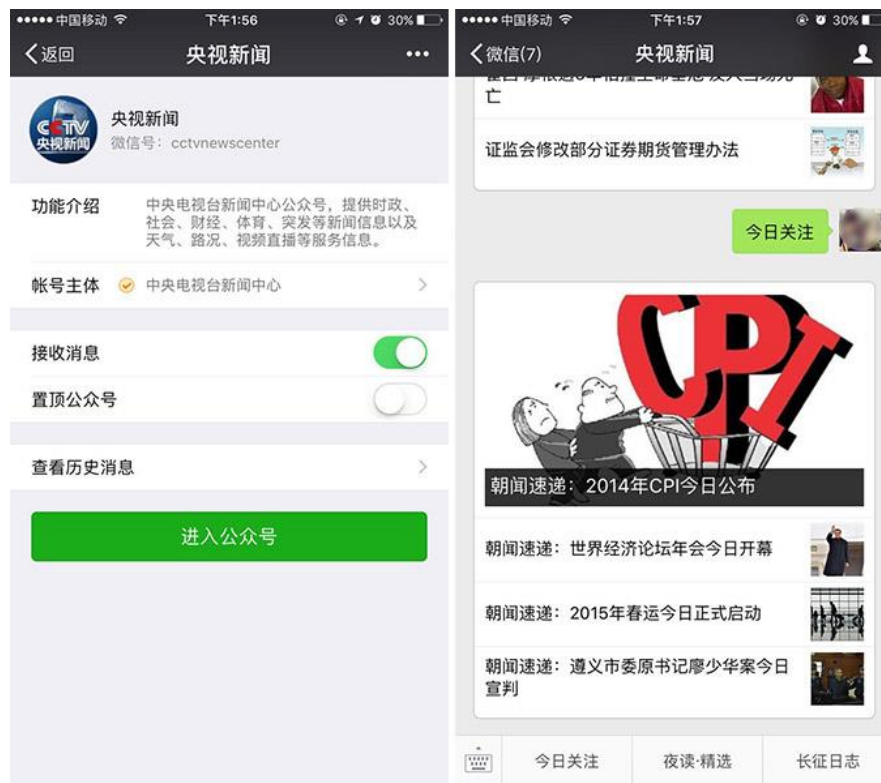 中国移动
下午1:56
30%
返回
央视新闻
CCTV
央视新闻
央视新闻
微信号: cctvnewscenter
功能介绍
中央电视台新闻中心公众号，提供时政、
社会、财经、体育、突发等新闻信息以及
天气、路况、视频直播等服务信息。
帐号主体
中央电视台新闻中心
接收消息
置顶公众号
查看历史消息
进入公众号
中国移动
下午1:57
30%
微信(7)
央视新闻
亡
证监会修改部分证券期货管理办法
今日关注
CPI
朝闻速递：2014年CPI今日公布
朝闻速递：世界经济论坛年会今日开幕
朝闻速递：2015年春运今日正式启动
朝闻速递：遵义市委原书记廖少华案今日
宣判
今日关注
夜读·精选
长征日志